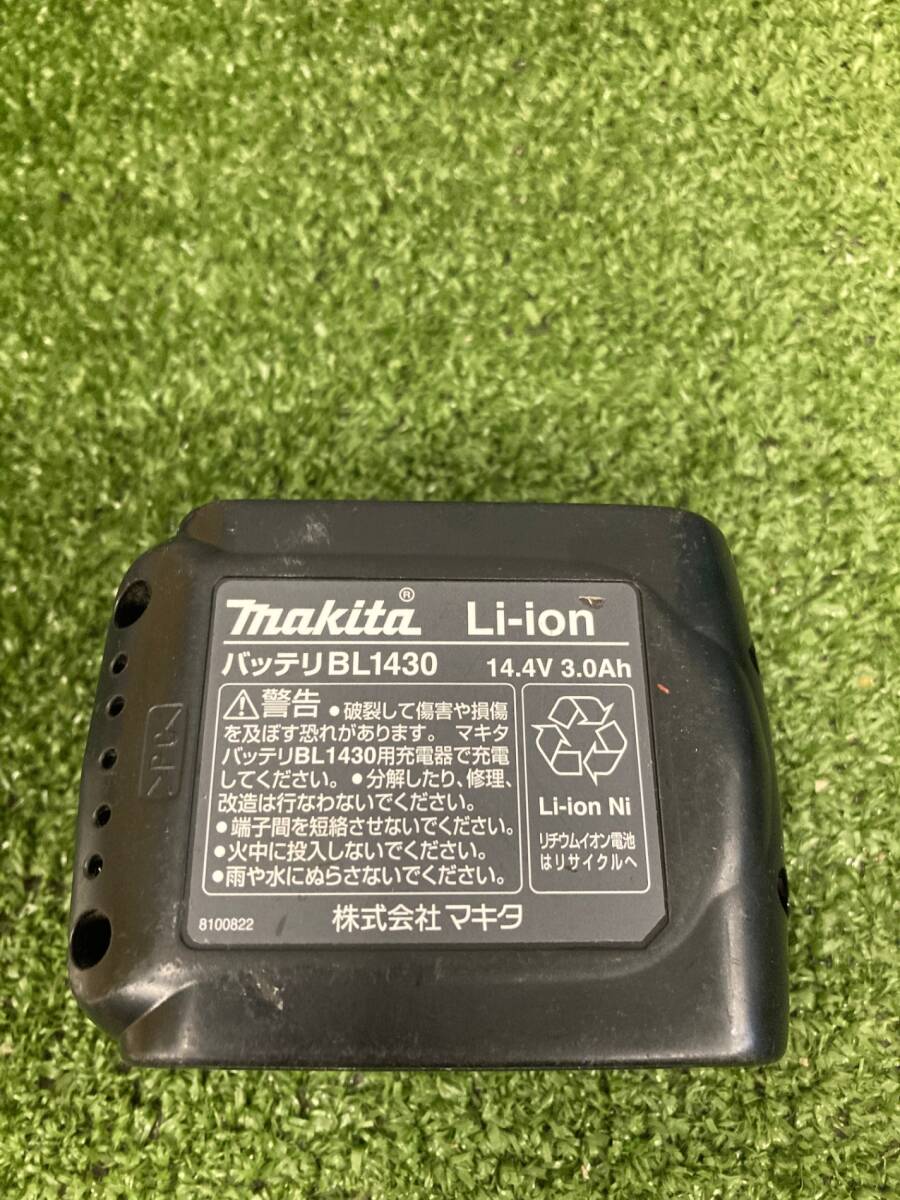 makita® Li-ion
バッテリBL1430 14.4V 3.0Ah
警告 ●破裂して傷害や損傷
を及ぼす恐れがあります。 マキタ
バッテリBL1430用充電器で充電
してください。 ●分解したり、修理、
改造は行なわないでください。
●端子間を短絡させないでください。
●火中に投入しないでください。
●雨や水にぬらさないでください。
Li-ion Ni
リチウムイオン電池
はリサイクルへ
8100822 株式会社 マキタ